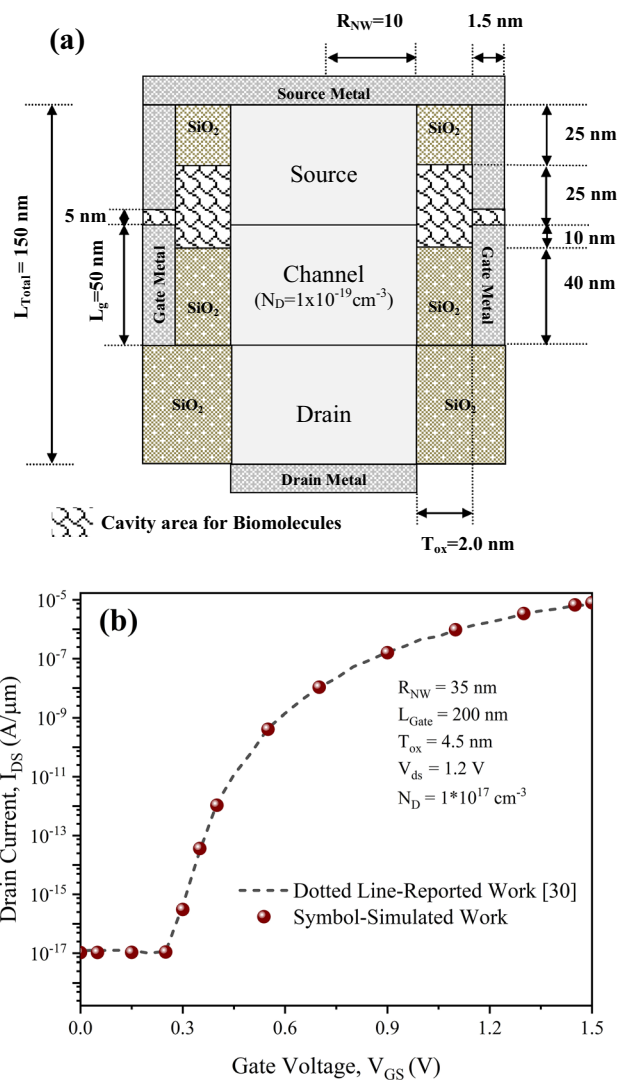 (a)
R_NW=10
1.5 nm
Source Metal
SiO₂
SiO₂
25 nm
Source
25 nm
5 nm
10 nm
L_Total = 150 nm
L_g=50 nm
Gate Metal
Channel
(N_D=1x10⁻¹⁹cm⁻³)
SiO₂
SiO₂
Gate Metal
40 nm
SiO₂
Drain
SiO₂
Drain Metal
Cavity area for Biomolecules
T_ox=2.0 nm
(b)
Drain Current, I_DS (A/μm)
10⁻⁵
10⁻⁷
10⁻⁹
10⁻¹¹
10⁻¹³
10⁻¹⁵
10⁻¹⁷
R_NW = 35 nm
L_Gate = 200 nm
T_ox = 4.5 nm
V_ds = 1.2 V
N_D = 1*10¹⁷ cm⁻³
Dotted Line-Reported Work [30]
Symbol-Simulated Work
0.0 0.3 0.6 0.9 1.2 1.5
Gate Voltage, V_GS (V)